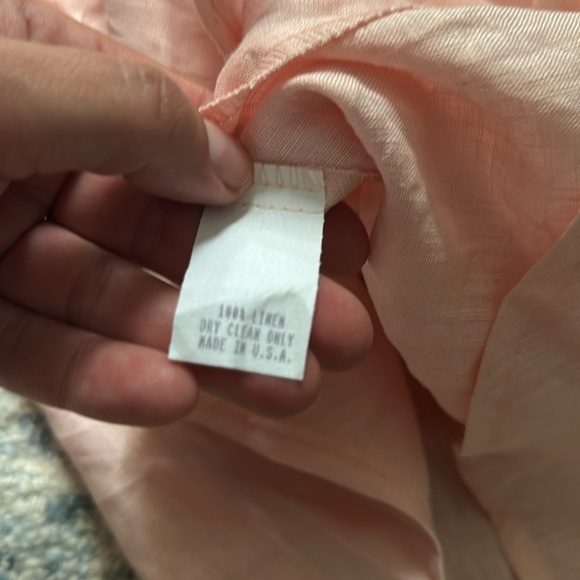 100% LINEN
DRY CLEAN ONLY
MADE IN U.S.A.